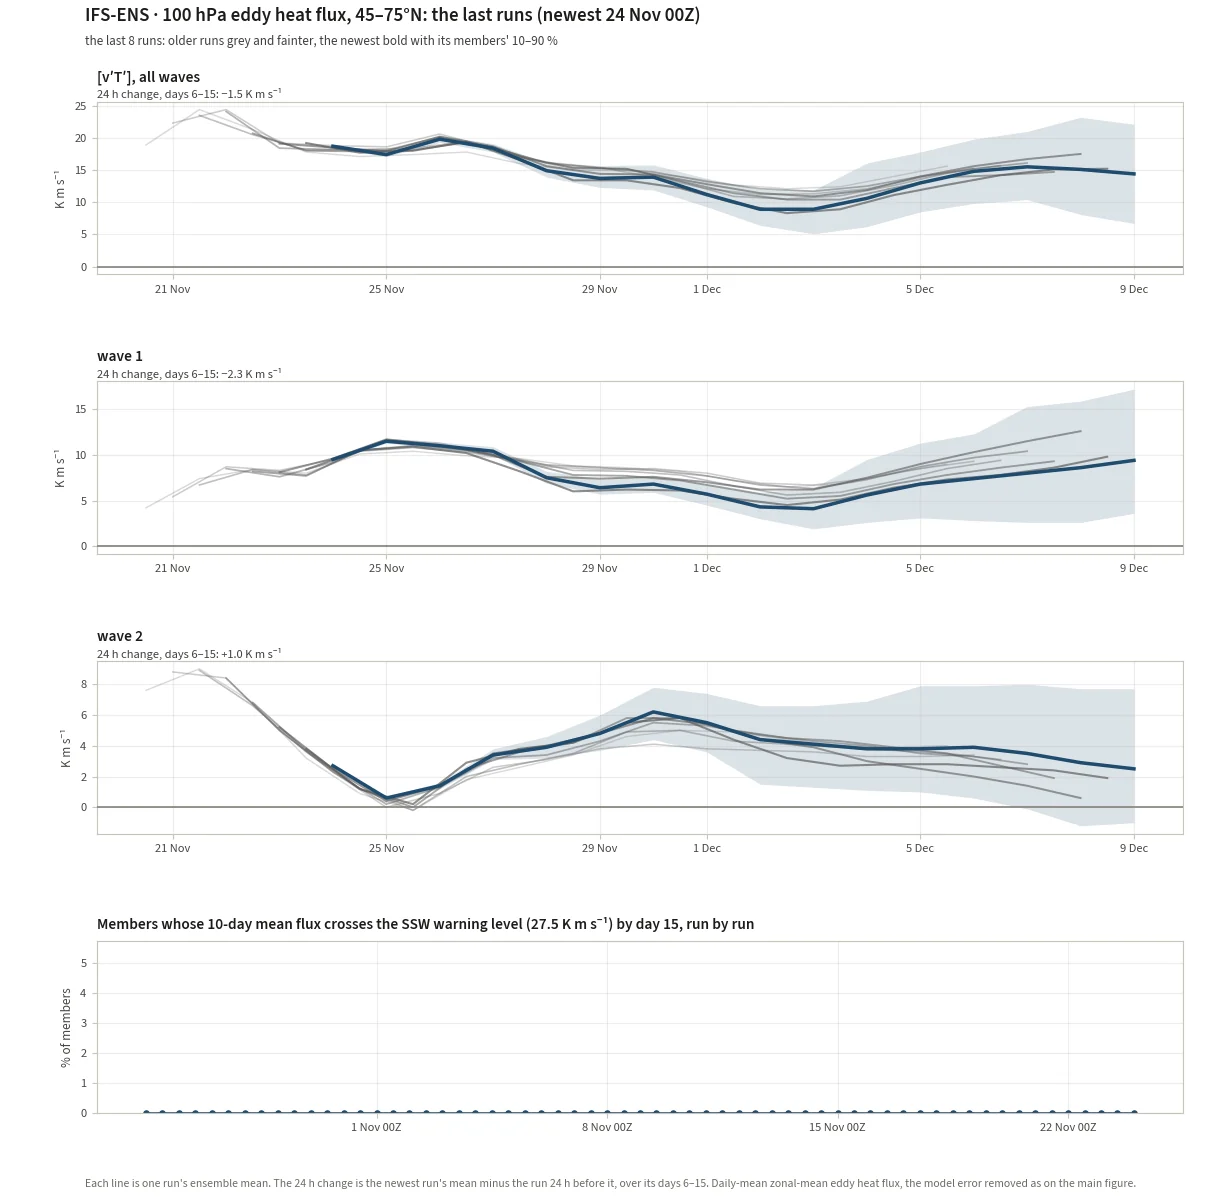 IFS-ENS · 100 hPa eddy heat flux, 45–75°N: the last runs (newest 24 Nov 00Z)
the last 8 runs: older runs grey and fainter, the newest bold with its members' 10–90 %
[v′T′], all waves
24 h change, days 6–15: −1.5 K m s⁻¹
25
20
15
10
5
0
K m s⁻¹
21 Nov
25 Nov
29 Nov
1 Dec
5 Dec
9 Dec
wave 1
24 h change, days 6–15: −2.3 K m s⁻¹
15
10
5
0
K m s⁻¹
21 Nov
25 Nov
29 Nov
1 Dec
5 Dec
9 Dec
wave 2
24 h change, days 6–15: +1.0 K m s⁻¹
8
6
4
2
0
K m s⁻¹
21 Nov
25 Nov
29 Nov
1 Dec
5 Dec
9 Dec
Members whose 10-day mean flux crosses the SSW warning level (27.5 K m s⁻¹) by day 15, run by run
5
4
3
2
1
0
% of members
1 Nov 00Z
8 Nov 00Z
15 Nov 00Z
22 Nov 00Z
Each line is one run's ensemble mean. The 24 h change is the newest run's mean minus the run 24 h before it, over its days 6–15. Daily-mean zonal-mean eddy heat flux, the model error removed as on the main figure.